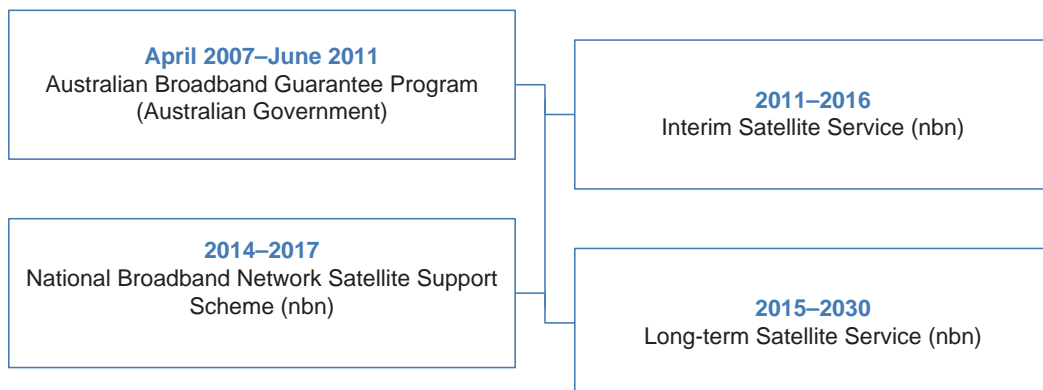 April 2007–June 2011
Australian Broadband Guarantee Program
(Australian Government)
2011–2016
Interim Satellite Service (nbn)
2014–2017
National Broadband Network Satellite Support
Scheme (nbn)
2015–2030
Long-term Satellite Service (nbn)